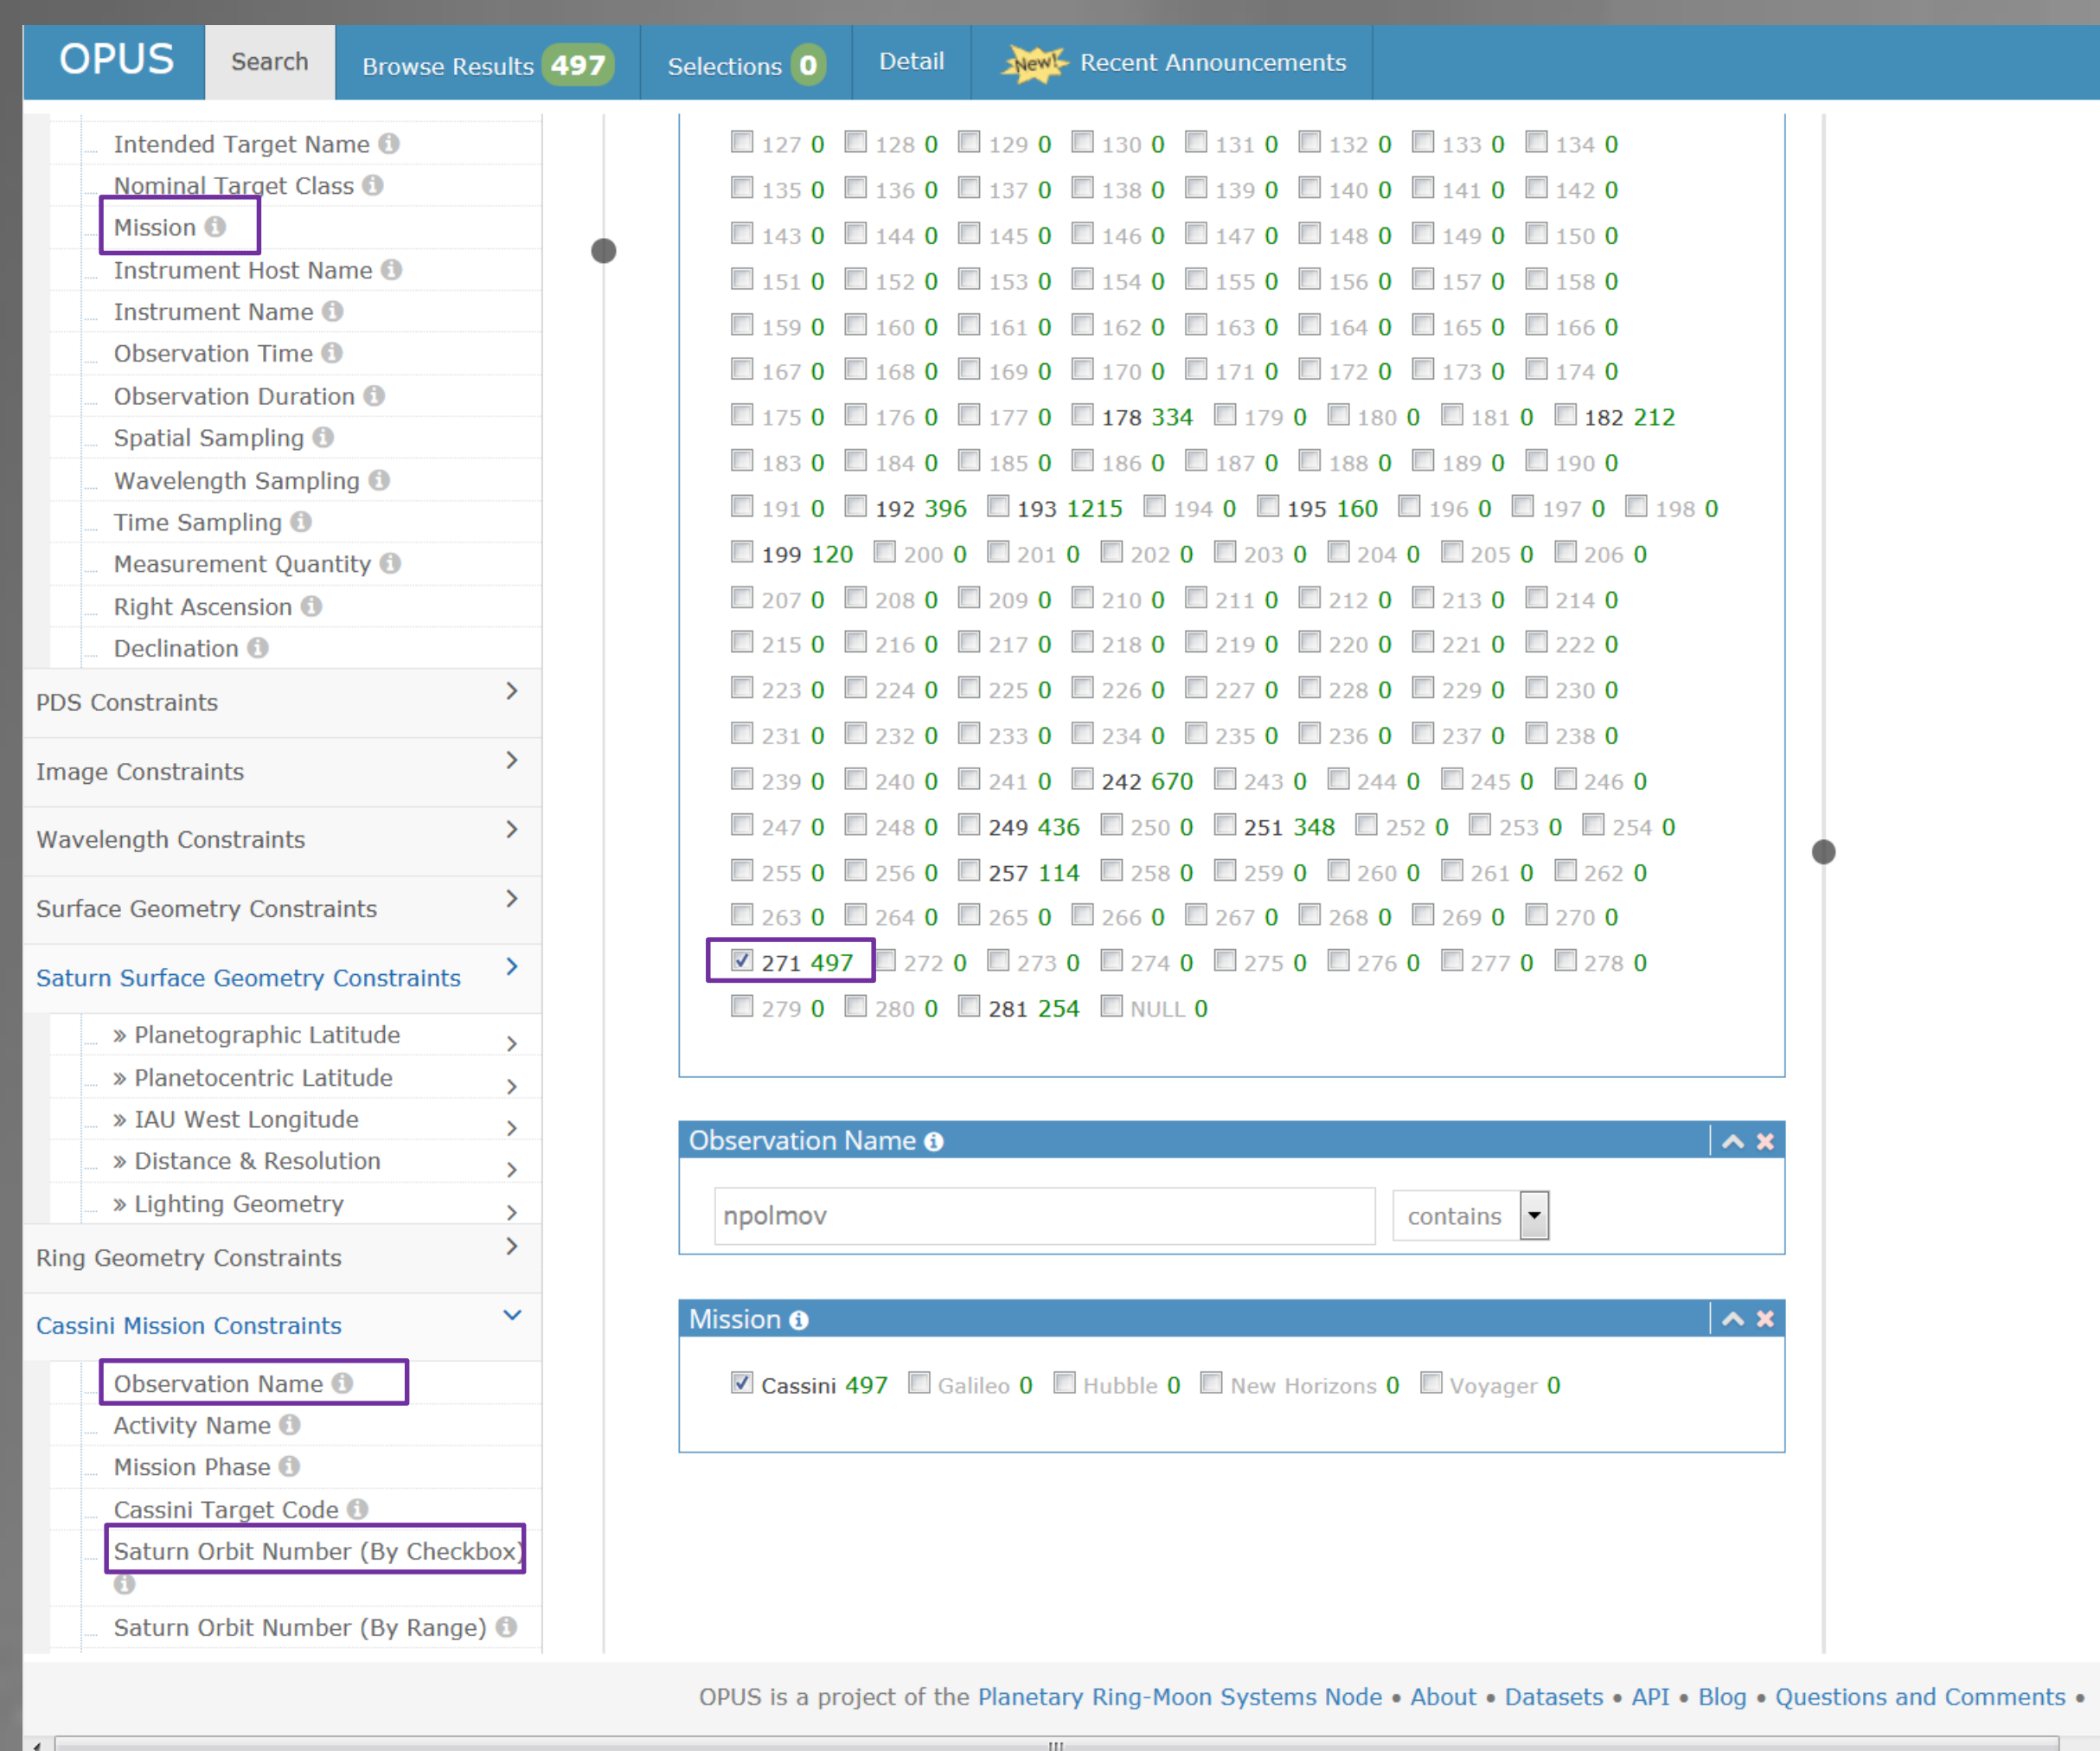 OPUS Search Browse Results 497 Selections 0 Detail New! Recent Announcements
Intended Target Name
Nominal Target Class
Mission
Instrument Host Name
Instrument Name
Observation Time
Observation Duration
Spatial Sampling
Wavelength Sampling
Time Sampling
Measurement Quantity
Right Ascension
Declination
PDS Constraints
Image Constraints
Wavelength Constraints
Surface Geometry Constraints
Saturn Surface Geometry Constraints
» Planetographic Latitude
» Planetocentric Latitude
» IAU West Longitude
» Distance & Resolution
» Lighting Geometry
Ring Geometry Constraints
Cassini Mission Constraints
Observation Name
Activity Name
Mission Phase
Cassini Target Code
Saturn Orbit Number (By Checkbox)
Saturn Orbit Number (By Range)
127 0 128 0 129 0 130 0 131 0 132 0 133 0 134 0
135 0 136 0 137 0 138 0 139 0 140 0 141 0 142 0
143 0 144 0 145 0 146 0 147 0 148 0 149 0 150 0
151 0 152 0 153 0 154 0 155 0 156 0 157 0 158 0
159 0 160 0 161 0 162 0 163 0 164 0 165 0 166 0
167 0 168 0 169 0 170 0 171 0 172 0 173 0 174 0
175 0 176 0 177 0 178 334 179 0 180 0 181 0 182 212
183 0 184 0 185 0 186 0 187 0 188 0 189 0 190 0
191 0 192 396 193 1215 194 0 195 160 196 0 197 0 198 0
199 120 200 0 201 0 202 0 203 0 204 0 205 0 206 0
207 0 208 0 209 0 210 0 211 0 212 0 213 0 214 0
215 0 216 0 217 0 218 0 219 0 220 0 221 0 222 0
223 0 224 0 225 0 226 0 227 0 228 0 229 0 230 0
231 0 232 0 233 0 234 0 235 0 236 0 237 0 238 0
239 0 240 0 241 0 242 670 243 0 244 0 245 0 246 0
247 0 248 0 249 436 250 0 251 348 252 0 253 0 254 0
255 0 256 0 257 114 258 0 259 0 260 0 261 0 262 0
263 0 264 0 265 0 266 0 267 0 268 0 269 0 270 0
271 497 272 0 273 0 274 0 275 0 276 0 277 0 278 0
279 0 280 0 281 254 NULL 0
Observation Name
npolmov contains
Mission
Cassini 497 Galileo 0 Hubble 0 New Horizons 0 Voyager 0
OPUS is a project of the Planetary Ring-Moon Systems Node • About • Datasets • API • Blog • Questions and Comments •